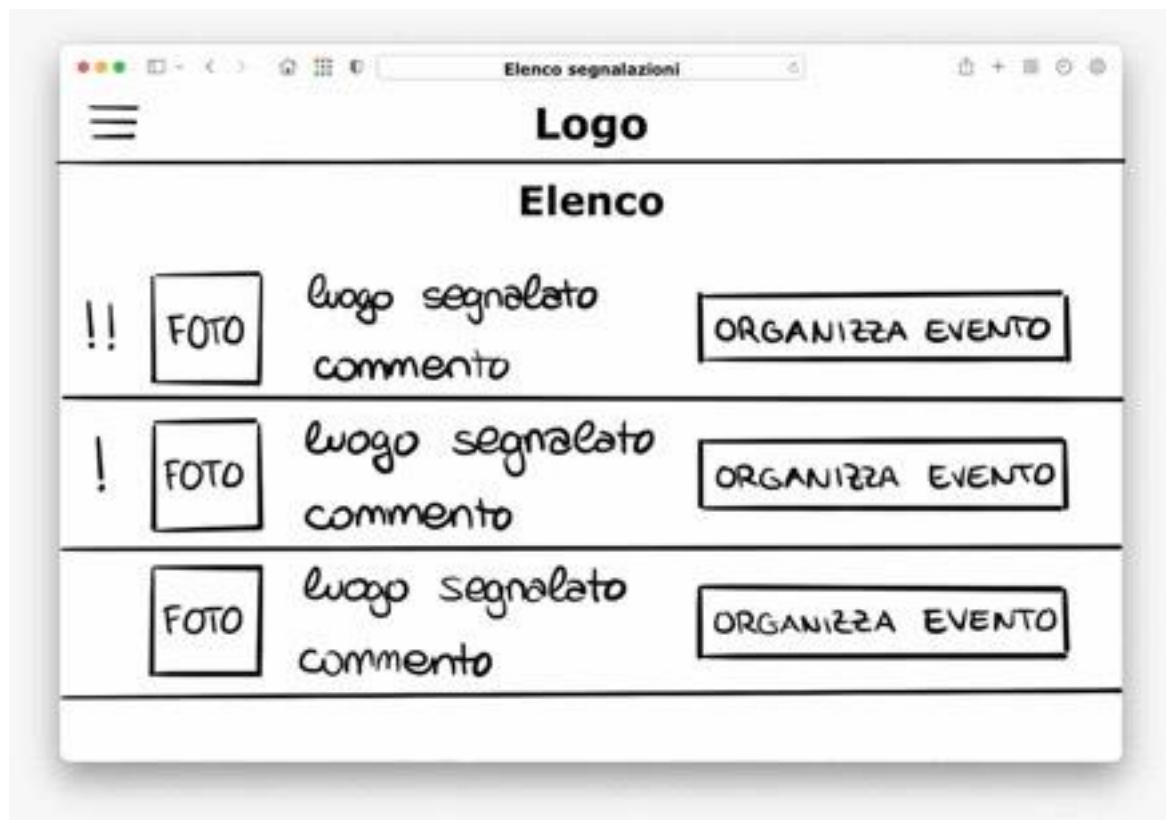 Elenco segnalazioni
Logo
Elenco
!!
FOTO
luogo segnalato
commento
ORGANIZZA EVENTO
!
FOTO
luogo segnalato
commento
ORGANIZZA EVENTO
FOTO
luogo segnalato
commento
ORGANIZZA EVENTO